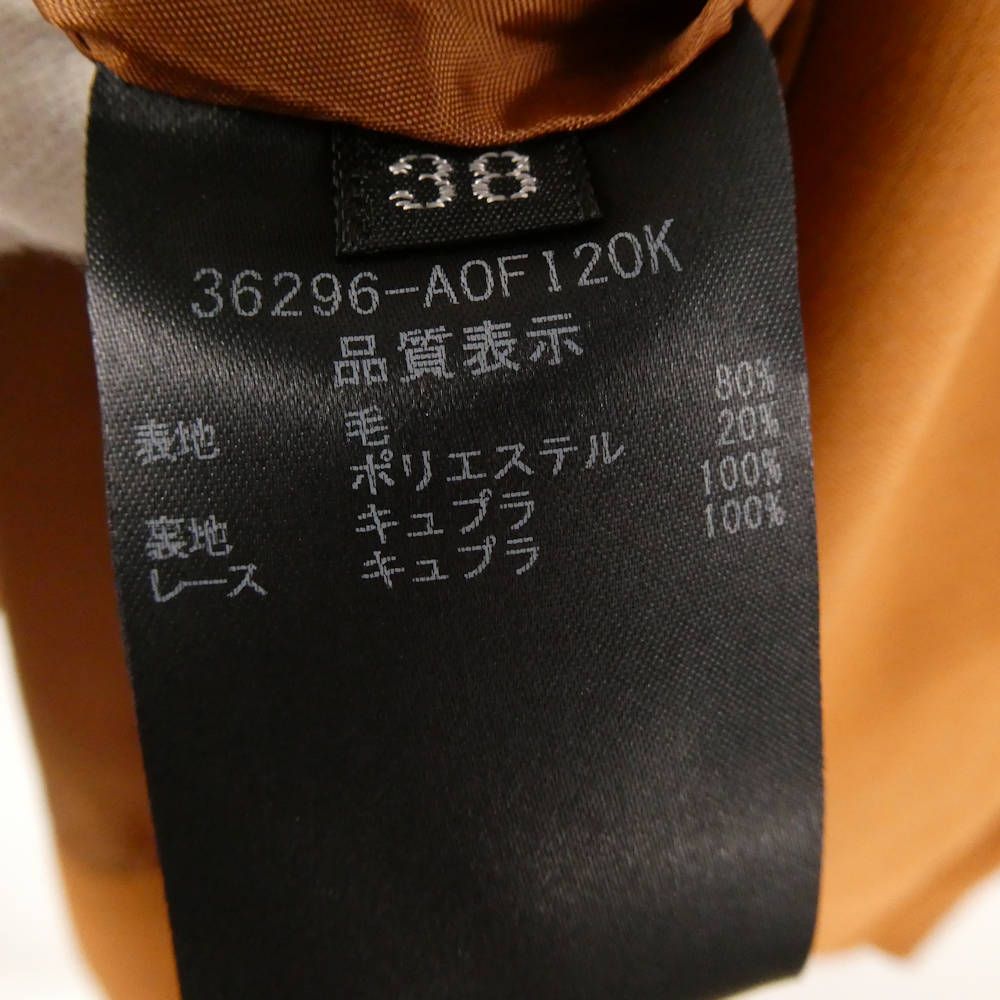 38
36296-A0F120K
品質表示
表地 毛 80%
ポリエステル 20%
裏地 キュプラ 100%
レース キュプラ 100%